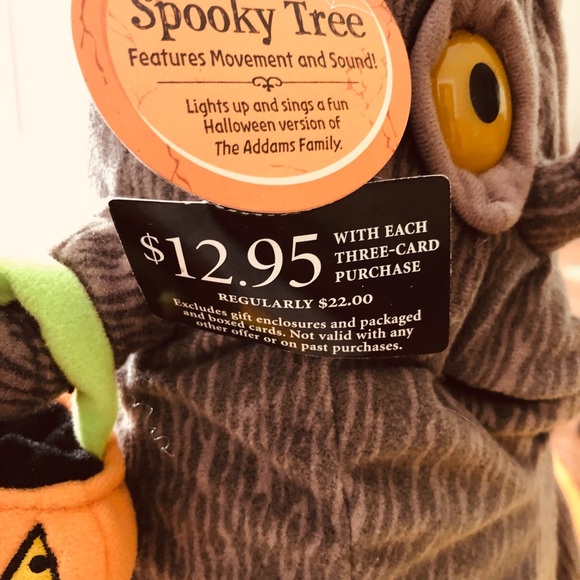 Spooky Tree
Features Movement and Sound!
Lights up and sings a fun
Halloween version of
The Addams Family.
$12.95
WITH EACH
THREE-CARD
PURCHASE
REGULARLY $22.00
Excludes gift enclosures and packaged
and boxed cards. Not valid with any
other offer or on past purchases.